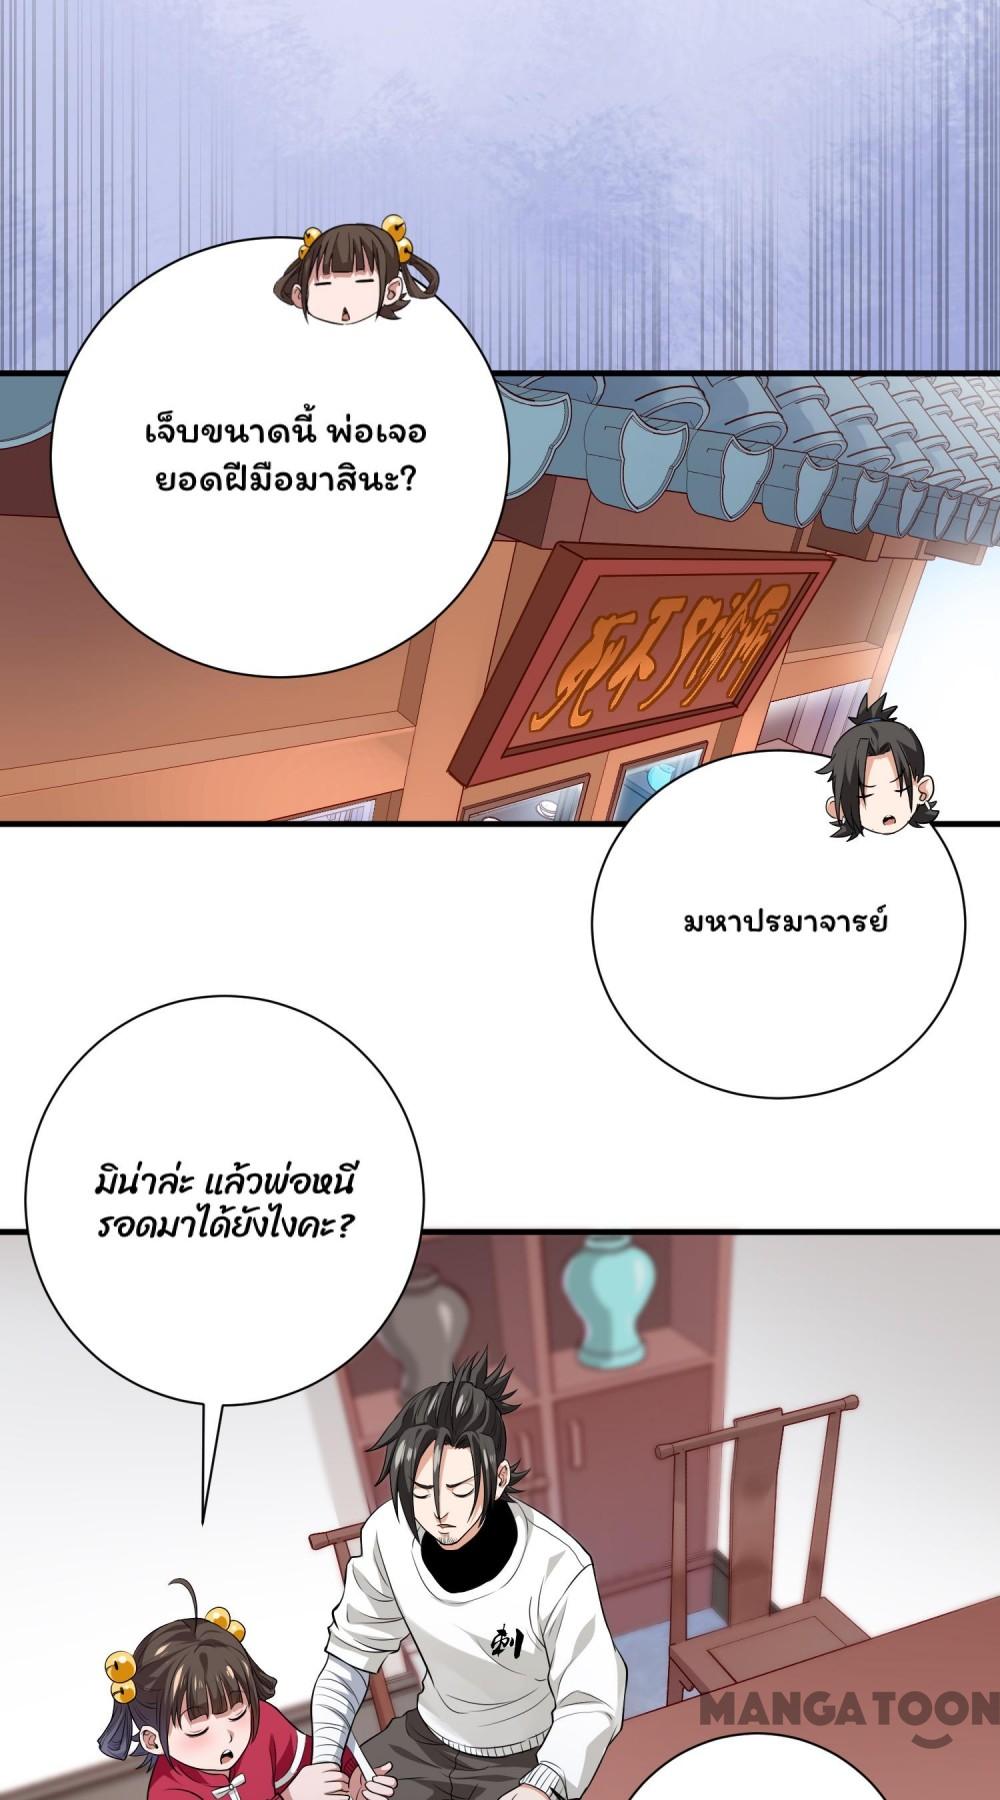 เจ็บขนาดนี้ พ่อเจอ
ยอดฝีมือมาสินะ?
มหาปรมาจารย์
มิน่าล่ะ แล้วพ่อหนี
รอดมาได้ยังไงคะ?
刺
MANGATOON